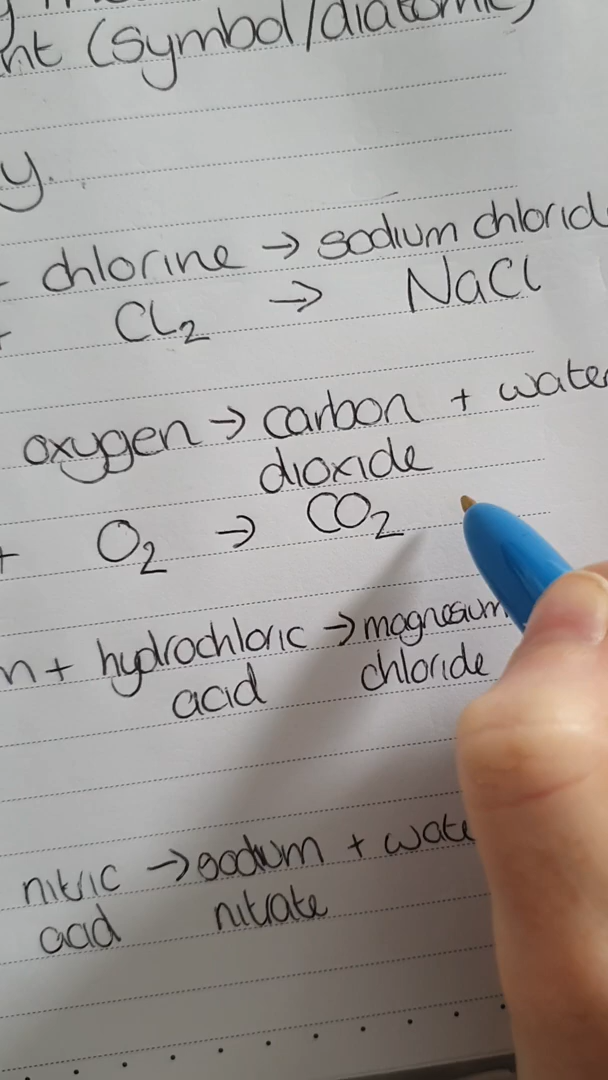 nt (symbol/diatomic)
y.
+ chlorine → sodium chlorid
+ Cl₂ → NaCl
oxygen → carbon + water
dioxide
+ O₂ → CO₂
n + hydrochloric → magnesium
acid chloride
nitric → sodium + wate
acid nitrate